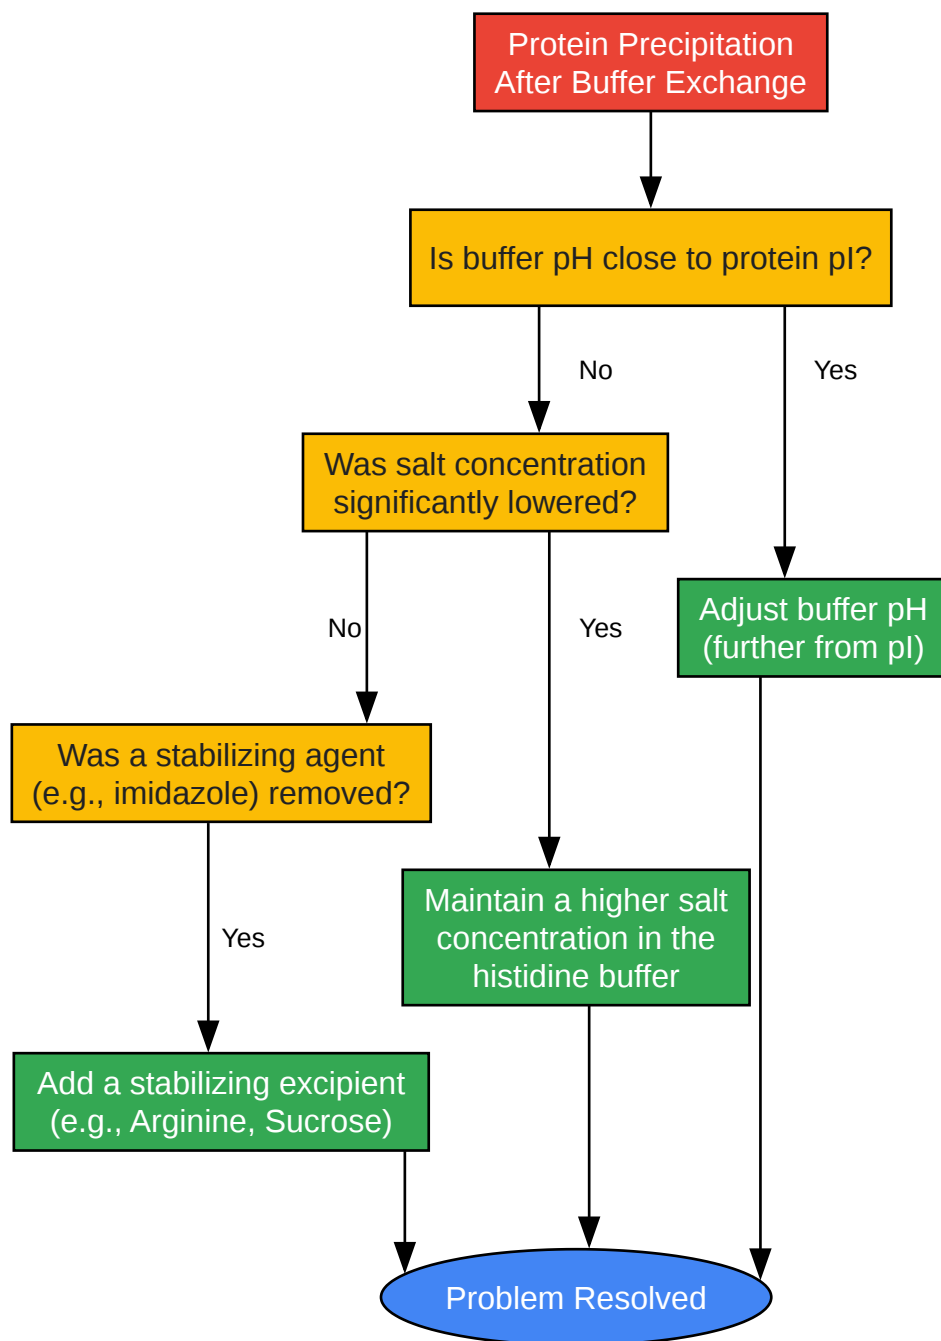 Protein Precipitation
After Buffer Exchange
Is buffer pH close to protein pI?
No
Yes
Was salt concentration
significantly lowered?
Adjust buffer pH
(further from pI)
No
Yes
Was a stabilizing agent
(e.g., imidazole) removed?
Maintain a higher salt
concentration in the
histidine buffer
Yes
Add a stabilizing excipient
(e.g., Arginine, Sucrose)
Problem Resolved